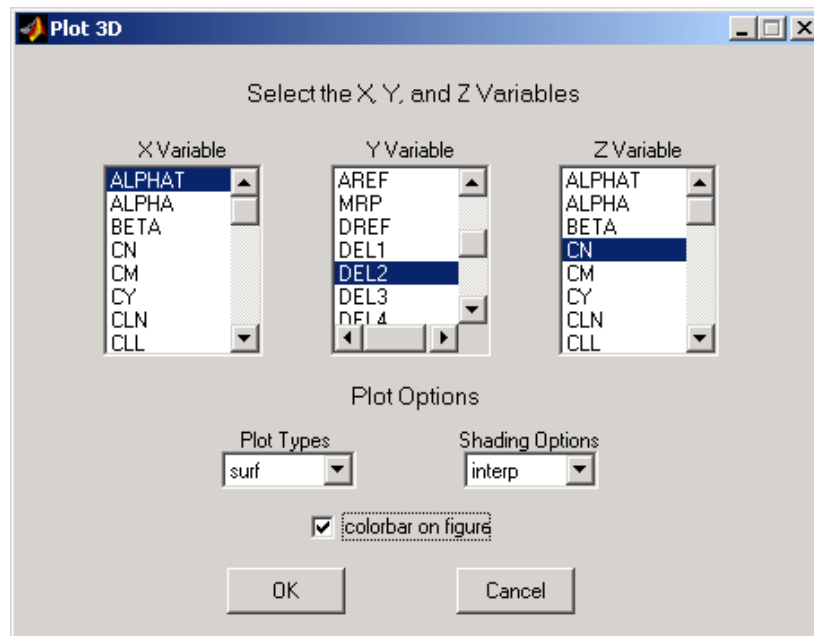 Plot 3D
Select the X, Y, and Z Variables
X Variable
ALPHAT
ALPHA
BETA
CN
CM
CY
CLN
CLL
Y Variable
AREF
MRP
DREF
DEL1
DEL2
DEL3
DEL4
Z Variable
ALPHAT
ALPHA
BETA
CN
CM
CY
CLN
CLL
Plot Options
Plot Types
surf
Shading Options
interp
colorbar on figure
OK
Cancel